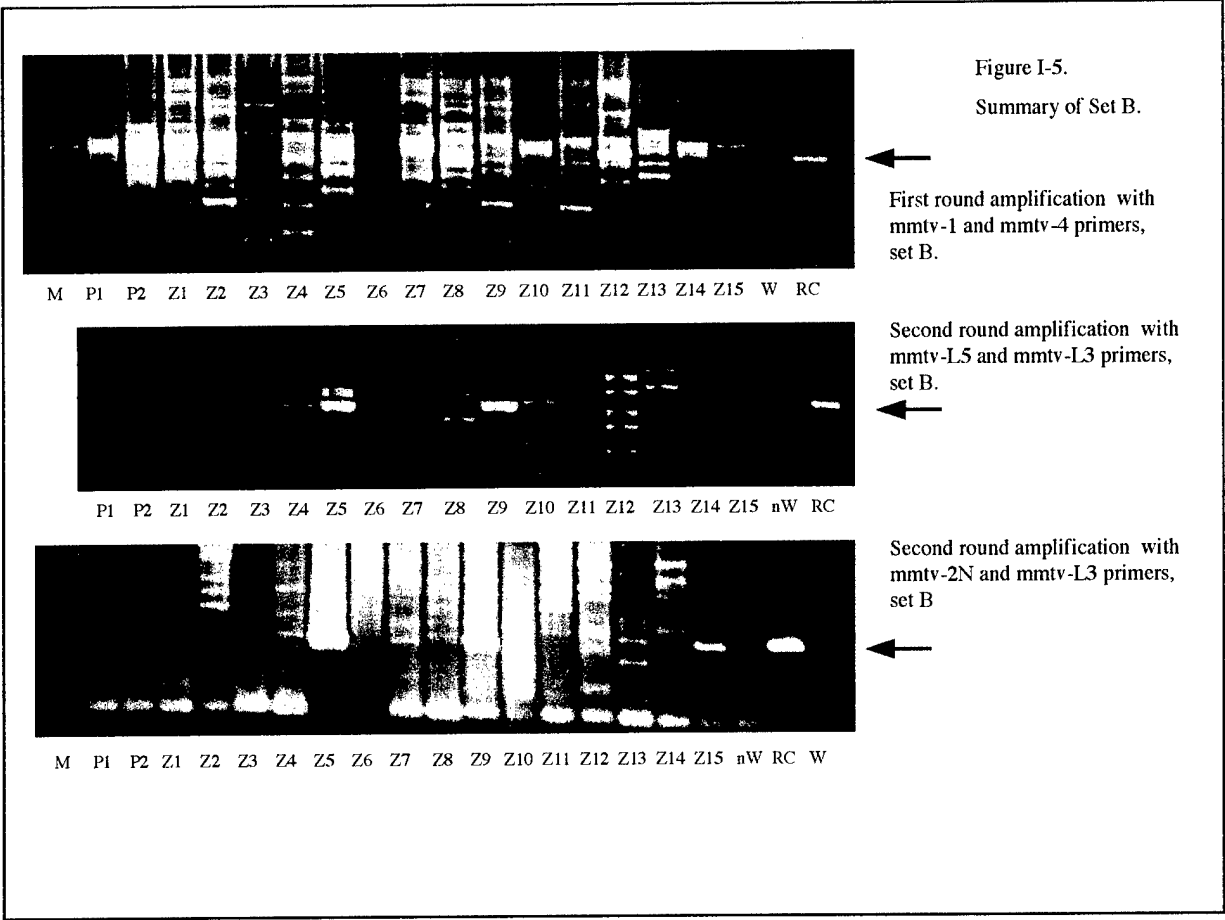 Figure I-5.
Summary of Set B.
First round amplification with
mmtv-1 and mmtv-4 primers,
set B.
M P1 P2 Z1 Z2 Z3 Z4 Z5 Z6 Z7 Z8 Z9 Z10 Z11 Z12 Z13 Z14 Z15 W RC
Second round amplification with
mmtv-L5 and mmtv-L3 primers,
set B.
P1 P2 Z1 Z2 Z3 Z4 Z5 Z6 Z7 Z8 Z9 Z10 Z11 Z12 Z13 Z14 Z15 nW RC
Second round amplification with
mmtv-2N and mmtv-L3 primers,
set B
M P1 P2 Z1 Z2 Z3 Z4 Z5 Z6 Z7 Z8 Z9 Z10 Z11 Z12 Z13 Z14 Z15 nW RC W